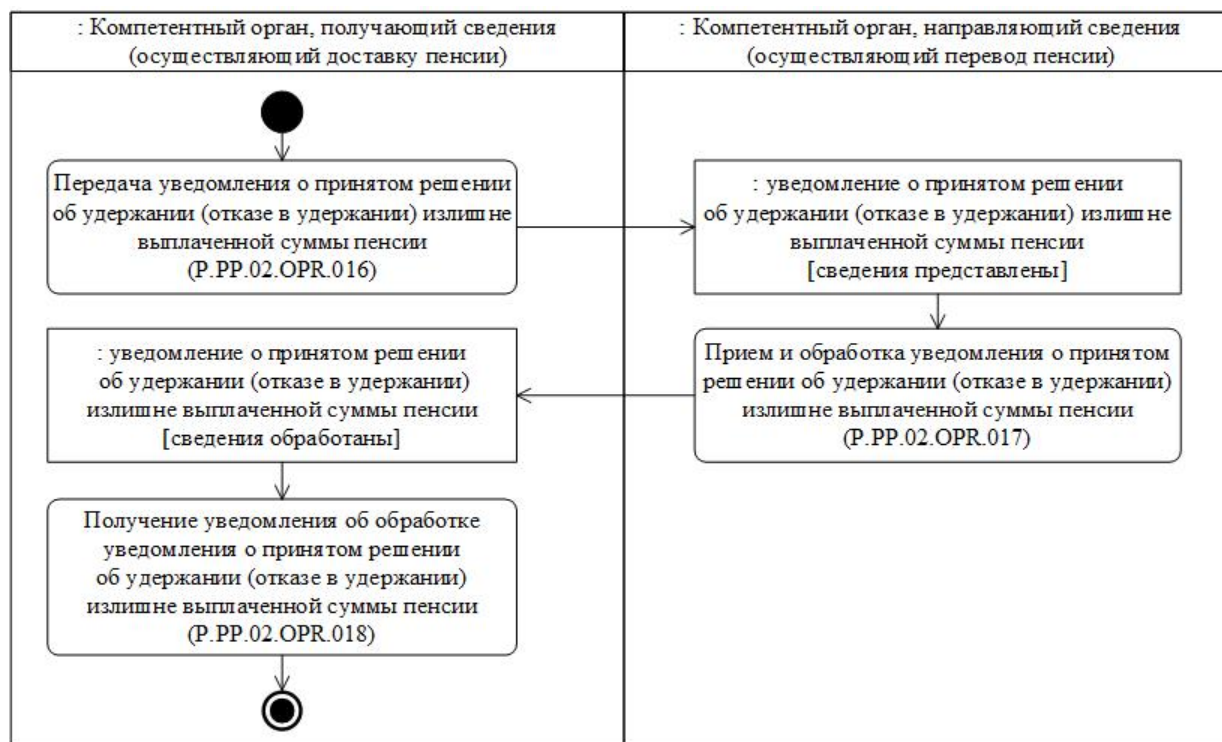 : Компетентный орган, получающий сведения
(осуществляющий доставку пенсии)
: Компетентный орган, направляющий сведения
(осуществляющий перевод пенсии)
Передача уведомления о принятом решении
об удержании (отказе в удержании) излишне
выплаченной суммы пенсии
(P.PP.02.OPR.016)
: уведомление о принятом решении
об удержании (отказе в удержании) излишне
выплаченной суммы пенсии
[сведения представлены]
: уведомление о принятом решении
об удержании (отказе в удержании)
излишне выплаченной суммы пенсии
[сведения обработаны]
Прием и обработка уведомления о принятом
решении об удержании (отказе в удержании)
излишне выплаченной суммы пенсии
(P.PP.02.OPR.017)
Получение уведомления об обработке
уведомления о принятом решении
об удержании (отказе в удержании)
излишне выплаченной суммы пенсии
(P.PP.02.OPR.018)